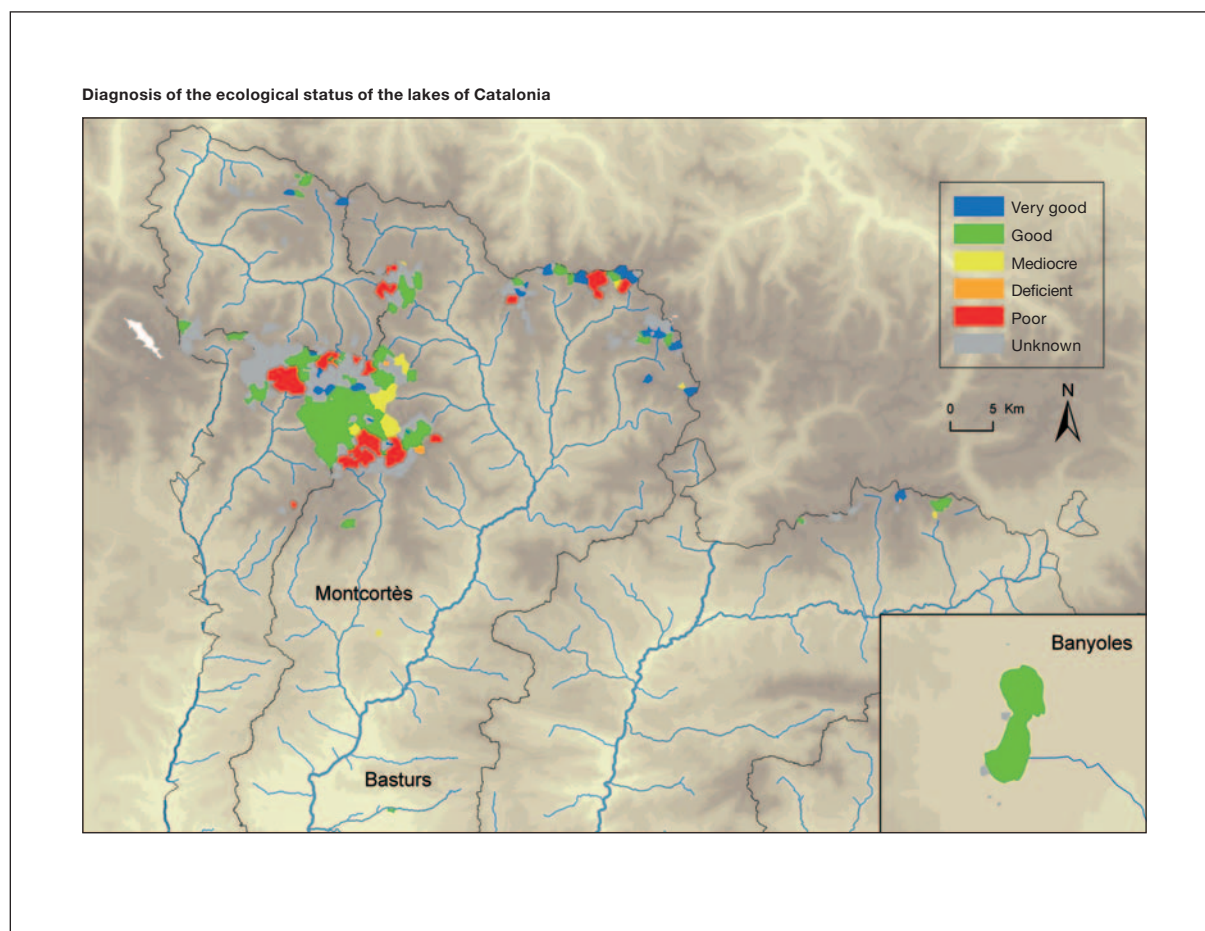 Diagnosis of the ecological status of the lakes of Catalonia
Very good
Good
Mediocre
Deficient
Poor
Unknown
N
0 5 Km
Montcortès
Banyoles
Basturs